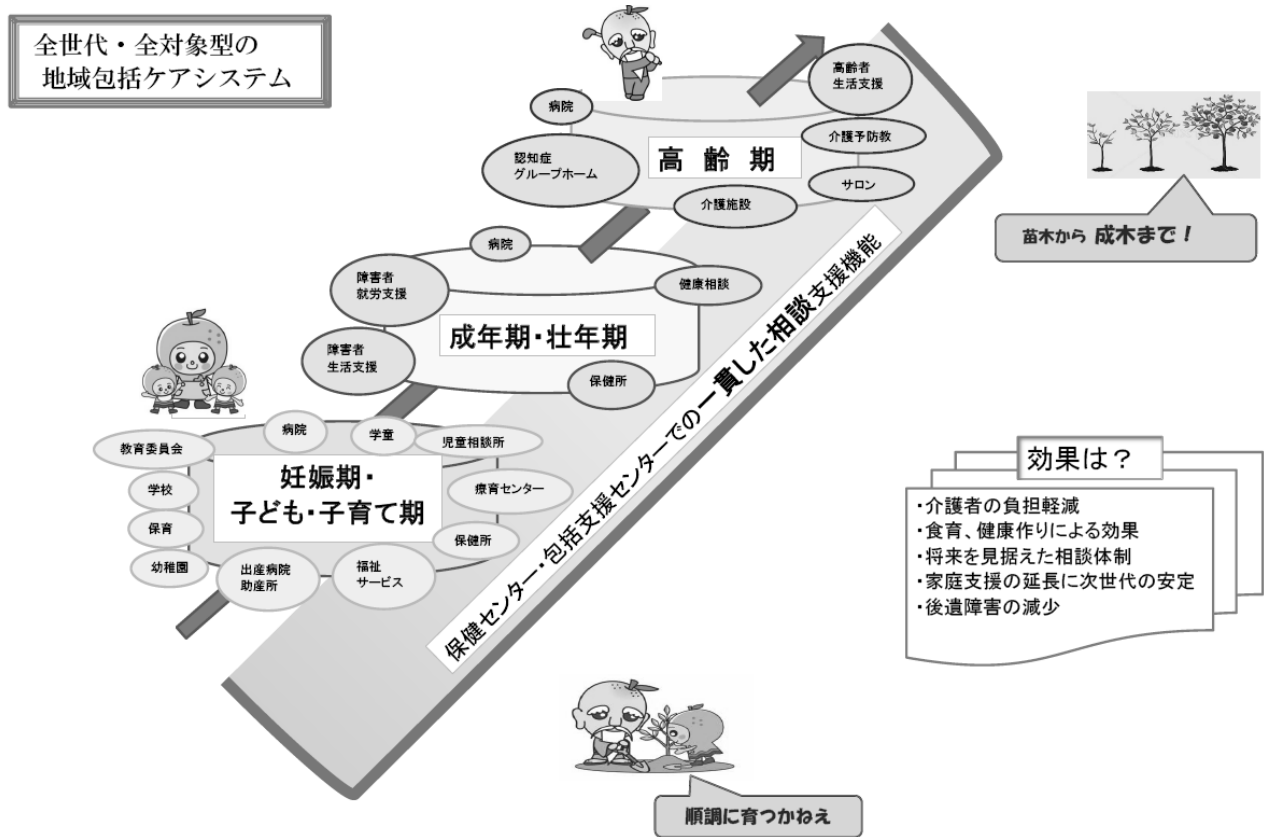 全世代・全対象型の
地域包括ケアシステム
高齢者
生活支援
病院
介護予防教
高 齢 期
認知症
グループホーム
サロン
介護施設
苗木から 成木まで！
病院
障害者
就労支援
健康相談
成年期・壮年期
障害者
生活支援
保健所
保健センター・包括支援センターでの一貫した相談支援機能
病院
学童
児童相談所
教育委員会
妊娠期・
子ども・子育て期
学校
療育センター
保育
保健所
幼稚園
出産病院
助産所
福祉
サービス
効果は？
・介護者の負担軽減
・食育、健康作りによる効果
・将来を見据えた相談体制
・家庭支援の延長に次世代の安定
・後遺障害の減少
順調に育つかねえ